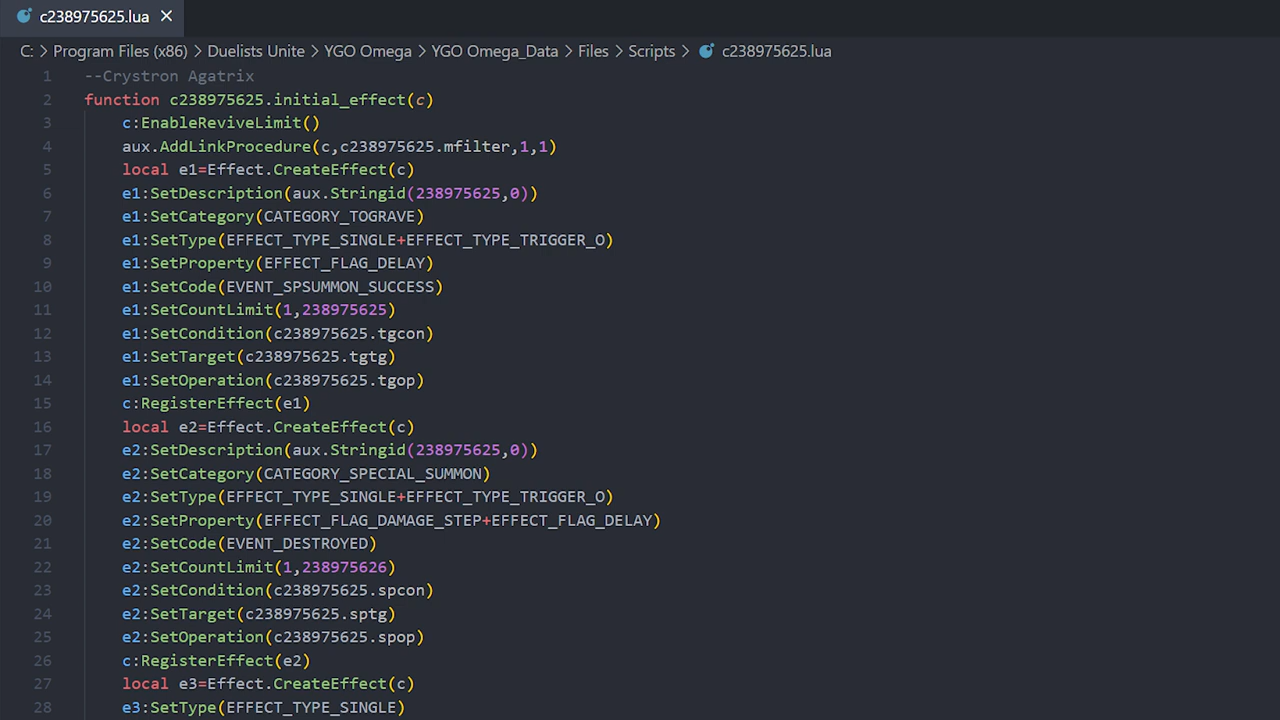 c238975625.lua ×
C: > Program Files (x86) > Duelists Unite > YGO Omega > YGO Omega_Data > Files > Scripts > c238975625.lua
1 --Crystron Agatrix
2 function c238975625.initial_effect(c)
3 c:EnableReviveLimit()
4 aux.AddLinkProcedure(c,c238975625.mfilter,1,1)
5 local e1=Effect.CreateEffect(c)
6 e1:SetDescription(aux.Stringid(238975625,0))
7 e1:SetCategory(CATEGORY_TOGRAVE)
8 e1:SetType(EFFECT_TYPE_SINGLE+EFFECT_TYPE_TRIGGER_O)
9 e1:SetProperty(EFFECT_FLAG_DELAY)
10 e1:SetCode(EVENT_SPSUMMON_SUCCESS)
11 e1:SetCountLimit(1,238975625)
12 e1:SetCondition(c238975625.tgcon)
13 e1:SetTarget(c238975625.tgtg)
14 e1:SetOperation(c238975625.tgop)
15 c:RegisterEffect(e1)
16 local e2=Effect.CreateEffect(c)
17 e2:SetDescription(aux.Stringid(238975625,0))
18 e2:SetCategory(CATEGORY_SPECIAL_SUMMON)
19 e2:SetType(EFFECT_TYPE_SINGLE+EFFECT_TYPE_TRIGGER_O)
20 e2:SetProperty(EFFECT_FLAG_DAMAGE_STEP+EFFECT_FLAG_DELAY)
21 e2:SetCode(EVENT_DESTROYED)
22 e2:SetCountLimit(1,238975626)
23 e2:SetCondition(c238975625.spcon)
24 e2:SetTarget(c238975625.sptg)
25 e2:SetOperation(c238975625.spop)
26 c:RegisterEffect(e2)
27 local e3=Effect.CreateEffect(c)
28 e3:SetType(EFFECT_TYPE_SINGLE)